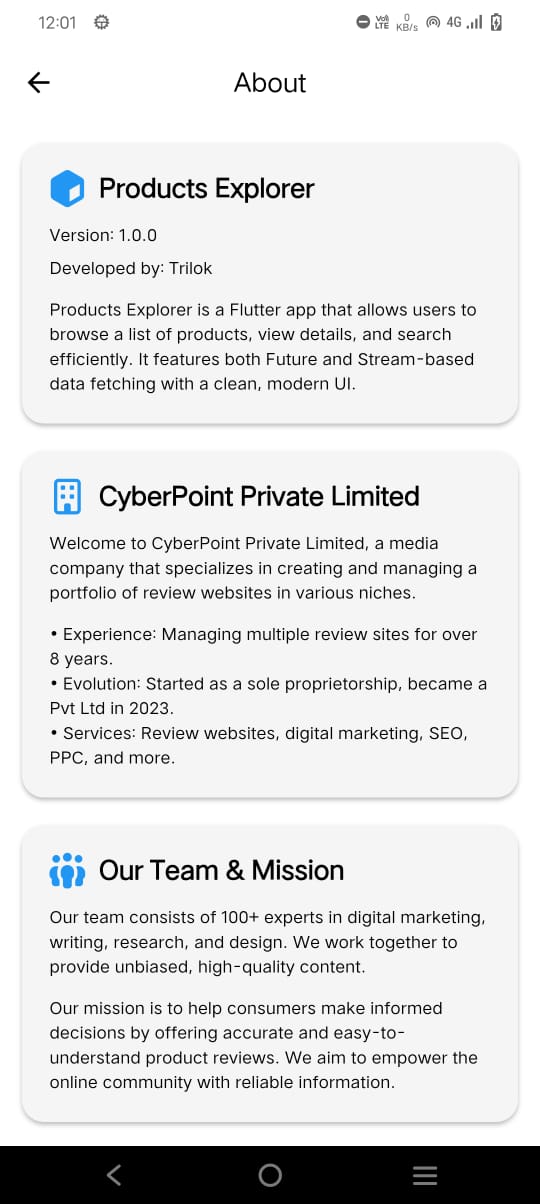 12:01
Vo)) LTE
0 KB/s
4G
About
Products Explorer
Version: 1.0.0
Developed by: Trilok
Products Explorer is a Flutter app that allows users to
browse a list of products, view details, and search
efficiently. It features both Future and Stream-based
data fetching with a clean, modern UI.
CyberPoint Private Limited
Welcome to CyberPoint Private Limited, a media
company that specializes in creating and managing a
portfolio of review websites in various niches.
• Experience: Managing multiple review sites for over
8 years.
• Evolution: Started as a sole proprietorship, became a
Pvt Ltd in 2023.
• Services: Review websites, digital marketing, SEO,
PPC, and more.
Our Team & Mission
Our team consists of 100+ experts in digital marketing,
writing, research, and design. We work together to
provide unbiased, high-quality content.
Our mission is to help consumers make informed
decisions by offering accurate and easy-to-
understand product reviews. We aim to empower the
online community with reliable information.